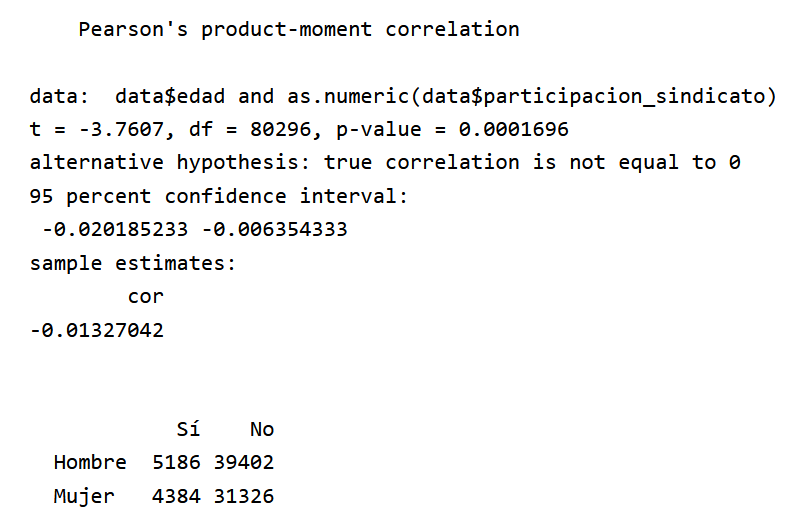 Pearson's product-moment correlation
data: data$edad and as.numeric(data$participacion_sindicato)
t = -3.7607, df = 80296, p-value = 0.0001696
alternative hypothesis: true correlation is not equal to 0
95 percent confidence interval:
-0.020185233 -0.006354333
sample estimates:
cor
-0.01327042
Sí No
Hombre 5186 39402
Mujer 4384 31326